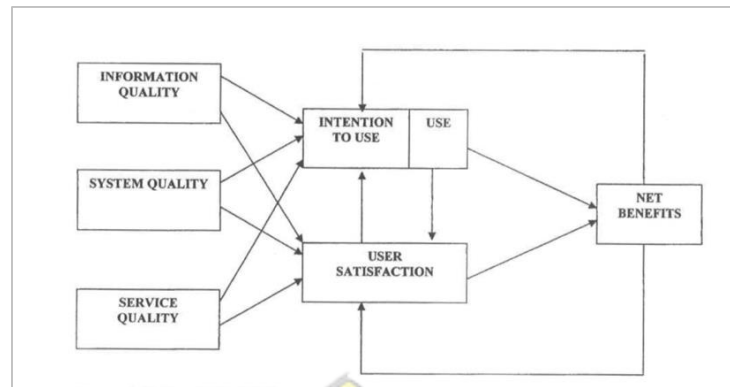 INFORMATION
QUALITY
INTENTION
TO USE
USE
SYSTEM QUALITY
NET
BENEFITS
USER
SATISFACTION
SERVICE
QUALITY